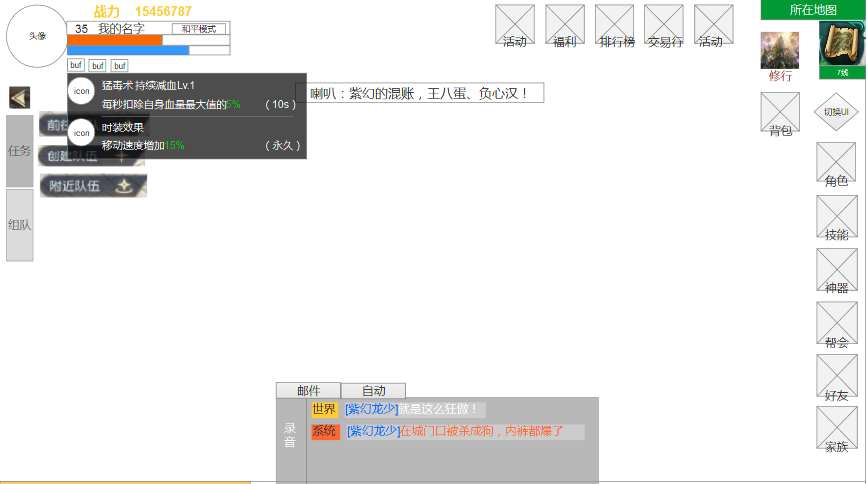 战力 15456787
头像
35 我的名字 和平模式
buf buf buf
活动 福利 排行榜 交易行 活动
所在地图
7线
修行
背包
切换UI
角色
技能
神器
帮会
好友
家族
icon
猛毒术 持续减血Lv.1
每秒扣除自身血量最大值的5% （10s）
icon
时装效果
移动速度增加15% （永久）
喇叭：紫幻的混账，王八蛋、负心汉！
任务
组队
创建队伍
附近队伍
邮件 自动
录音
世界 [紫幻龙少]就是这么狂傲！
系统 [紫幻龙少]在城门口被杀成狗，内裤都爆了